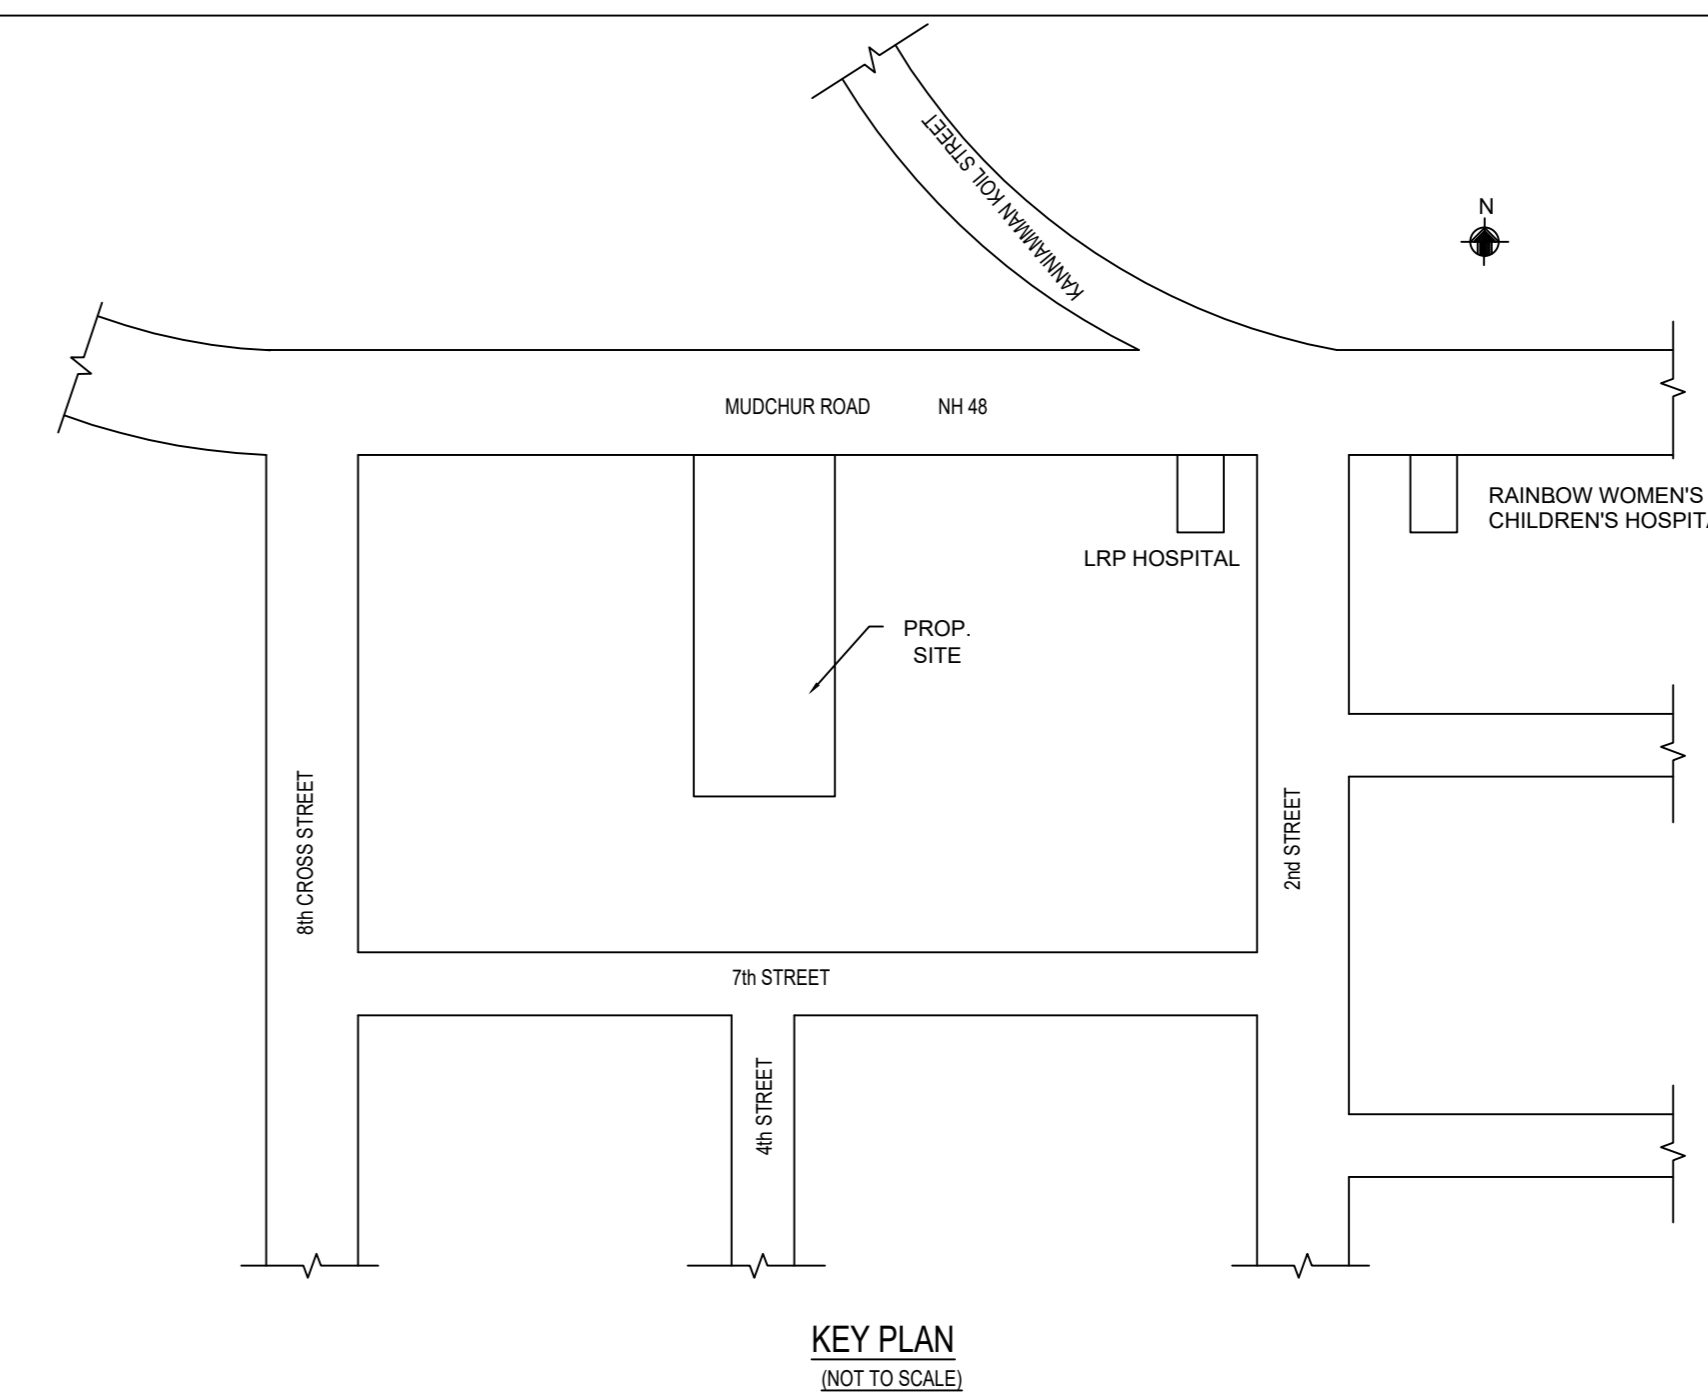 KANNIAMMAN KOIL STREET
N
MUDCHUR ROAD NH 48
RAINBOW WOMEN'S
CHILDREN'S
LRP HOSPITAL
PROP.
SITE
8th CROSS STREET
2nd STREET
7th STREET
4th STREET
KEY PLAN
(NOT TO SCALE)